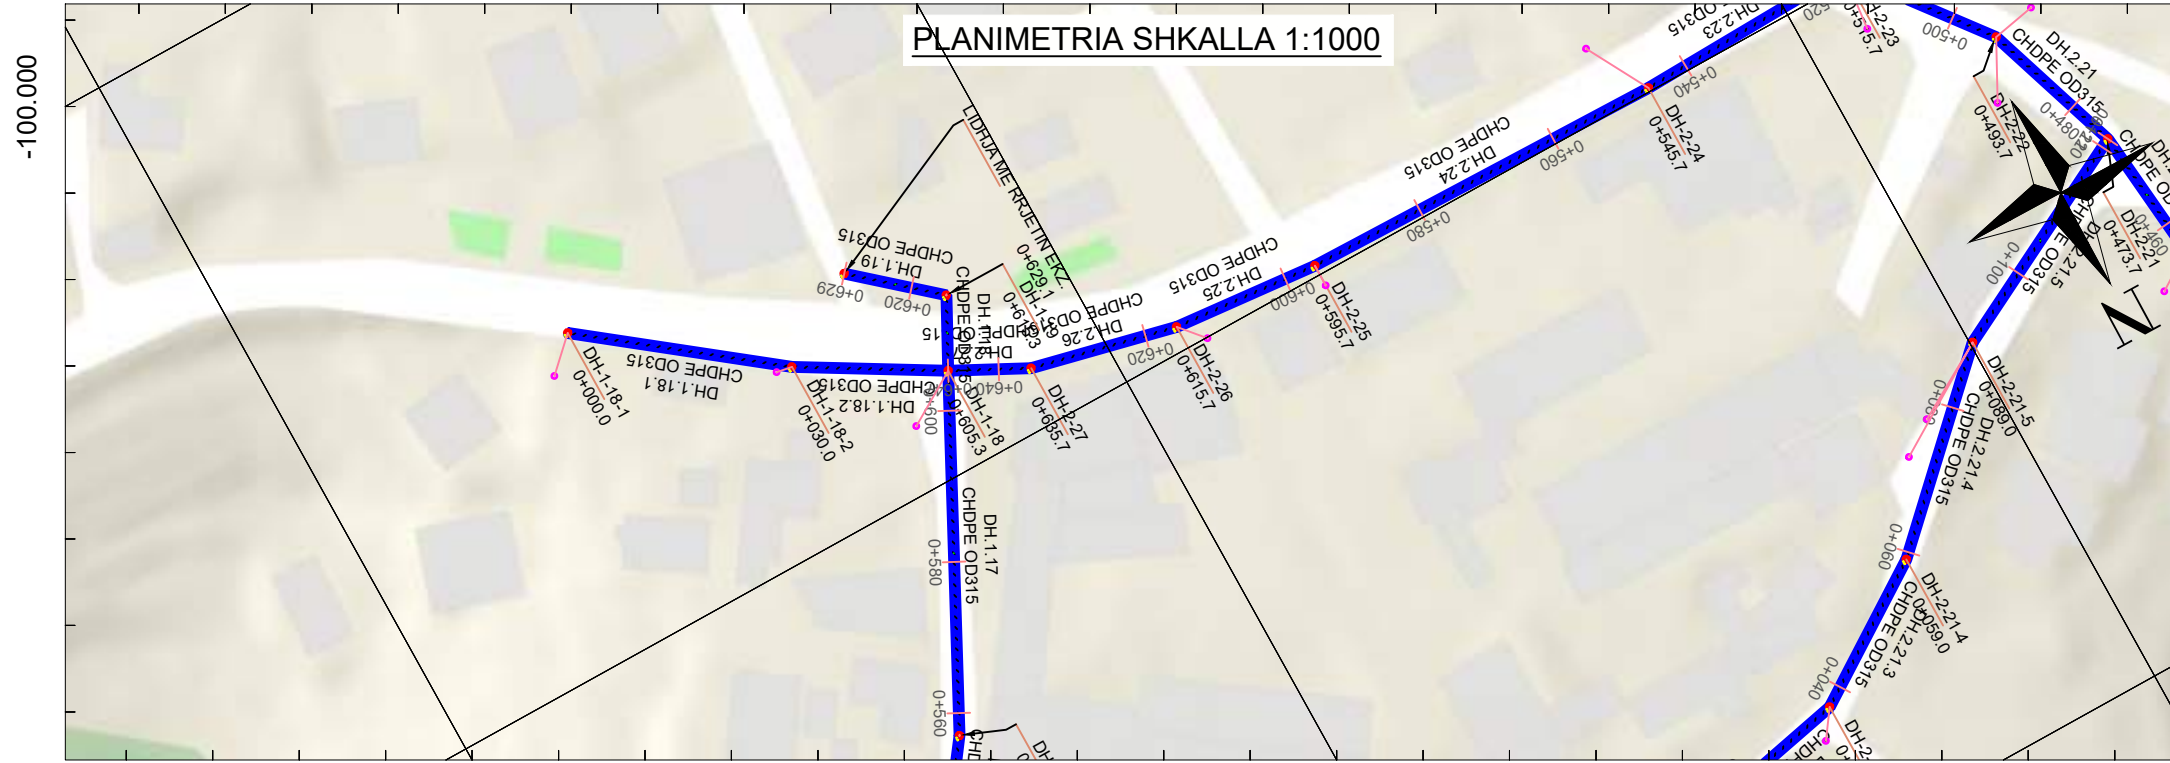 PLANIMETRIA SHKALLA 1:1000
-100.000
LIDHJA ME RRJETIN EKZ.
0+629.1
DH-1-19
CHDPE OD315
DH.1.19
0+629
0+620
CHDPE OD315
DH.1.18
DH-1-18-1
0+000.0
DH.1.18.1
CHDPE OD315
DH-1-18-2
0+030.0
DH.1.18.2
CHDPE OD315
0+600
DH-1-18
0+605.3
DH.1.17
CHDPE OD315
0+580
0+560
0+640
DH-2-27
0+635.7
CHDPE OD315
DH.2.26
0+620
DH-2-26
0+615.7
CHDPE OD315
DH.2.25
0+600
DH-2-25
0+595.7
CHDPE OD315
DH.2.24
0+580
0+560
DH-2-24
0+545.7
0+540
DH.2.23
0+515.7
0+500
DH-2-22
0+493.7
DH.2.21
CHDPE OD315
0+480
DH-2-21
0+473.7
0+460
0+100
DH-2-21-5
0+089.0
DH.2.21.4
CHDPE OD315
0+060
DH-2-21-4
0+059.0
DH.2.21.3
CHDPE OD315
0+040
N